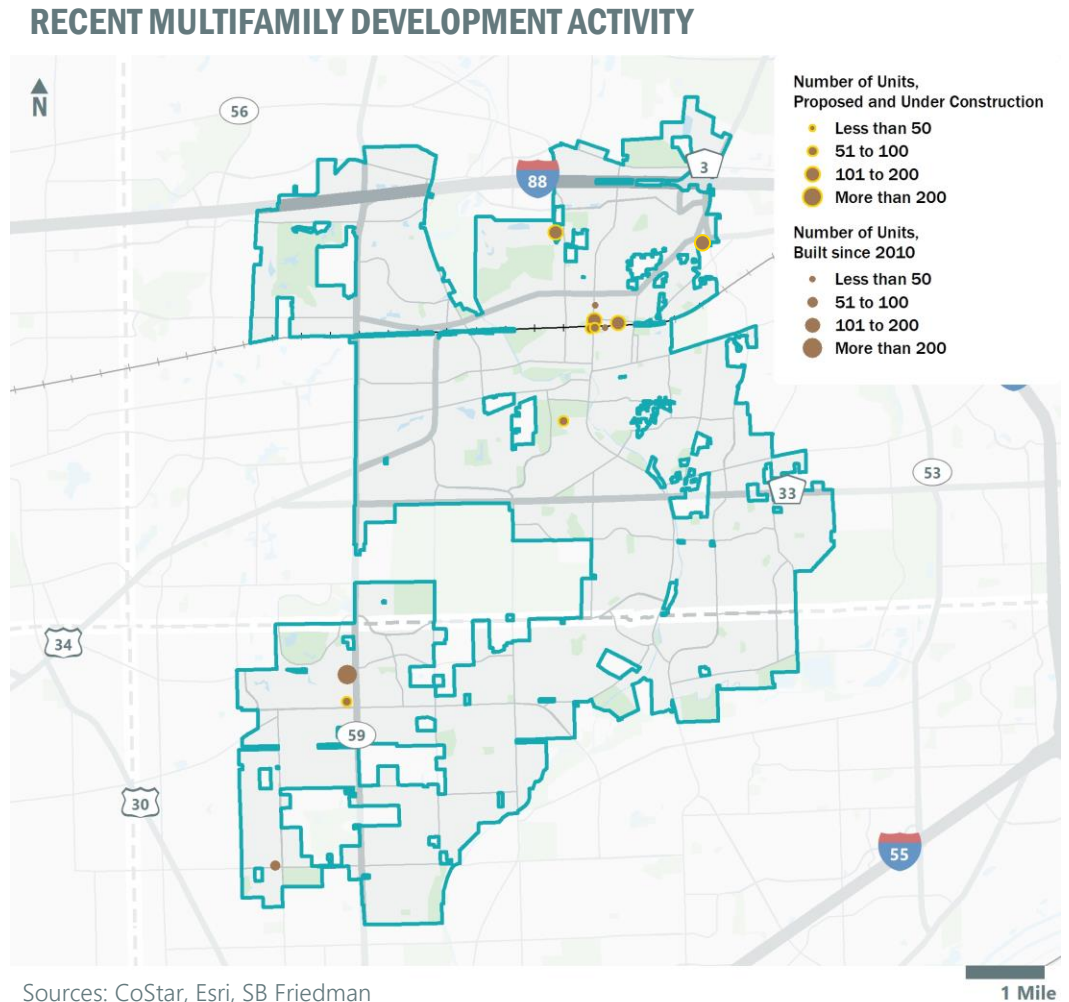 RECENT MULTIFAMILY DEVELOPMENT ACTIVITY
N
56
88
3
Number of Units,
Proposed and Under Construction
Less than 50
51 to 100
101 to 200
More than 200
Number of Units,
Built since 2010
Less than 50
51 to 100
101 to 200
More than 200
53
33
34
59
30
55
Sources: CoStar, Esri, SB Friedman
1 Mile